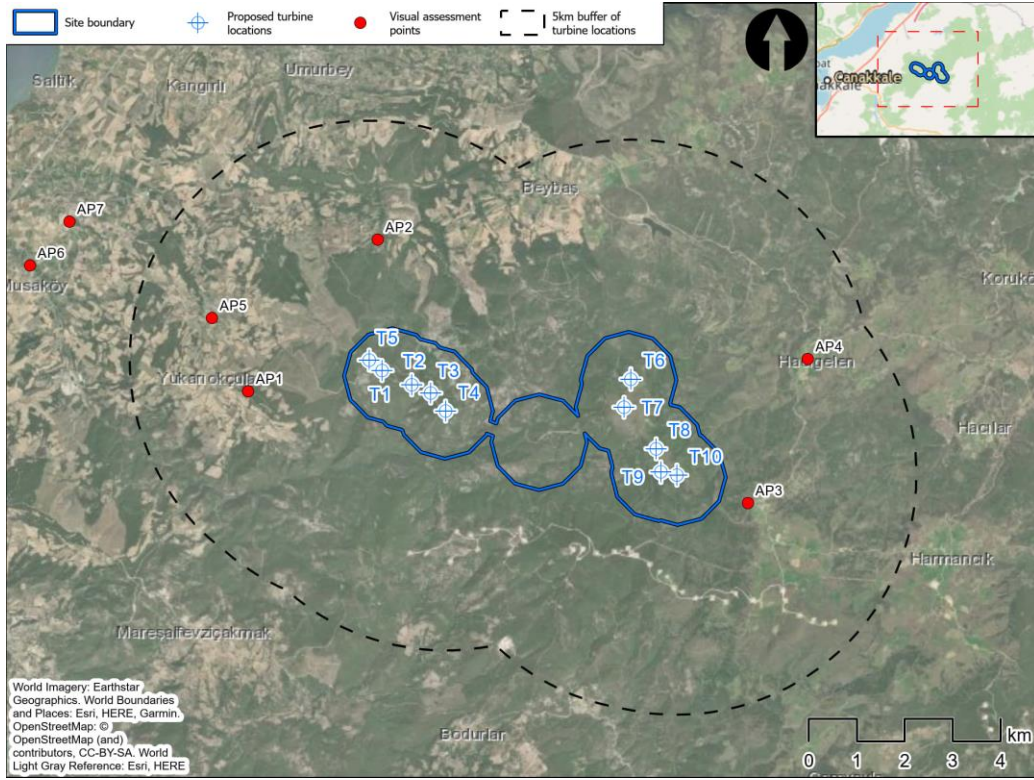 Site boundary
Proposed turbine
locations
Visual assessment
points
5km buffer of
turbine locations
Canakkale
Saltik
Kangirli
Umurbey
Beybaş
AP7
AP2
AP6
Musaköy
AP5
AP4
T5
T2
T3
T6
AP1
T1
T4
T7
T8
T9
T10
Hacılar
AP3
Harmancık
Mareşalfevziçakmak
Bodurlar
World Imagery: Earthstar
Geographics. World Boundaries
and Places: Esri, HERE, Garmin.
OpenStreetMap: ©
OpenStreetMap (and)
contributors, CC-BY-SA. World
Light Gray Reference: Esri, HERE
km
0 1 2 3 4